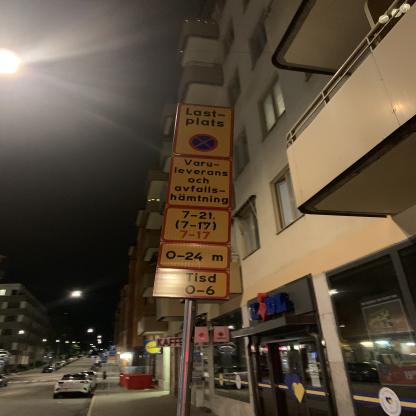 Last-
plats
Varu-
leverans
och
avfalls-
hämtning
7-21
(7-17)
7-17
0-24 m
Tisd
0-6
KAFFE